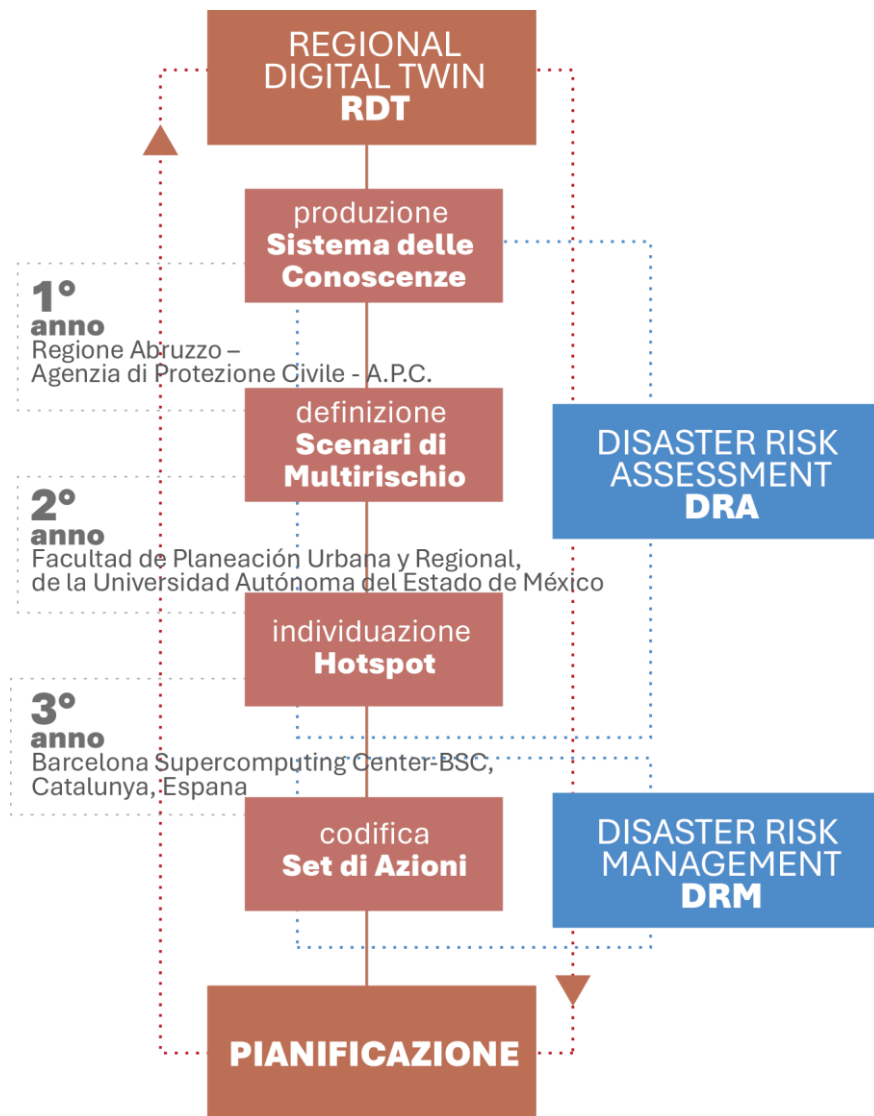 REGIONAL
DIGITAL TWIN
RDT
produzione
Sistema delle
Conoscenze
1°
anno
Regione Abruzzo –
Agenzia di Protezione Civile - A.P.C.
definizione
Scenari di
Multirischio
DISASTER RISK
ASSESSMENT
DRA
2°
anno
Facultad de Planeación Urbana y Regional,
de la Universidad Autónoma del Estado de México
individuazione
Hotspot
3°
anno
Barcelona Supercomputing Center-BSC,
Catalunya, Espana
codifica
Set di Azioni
DISASTER RISK
MANAGEMENT
DRM
PIANIFICAZIONE